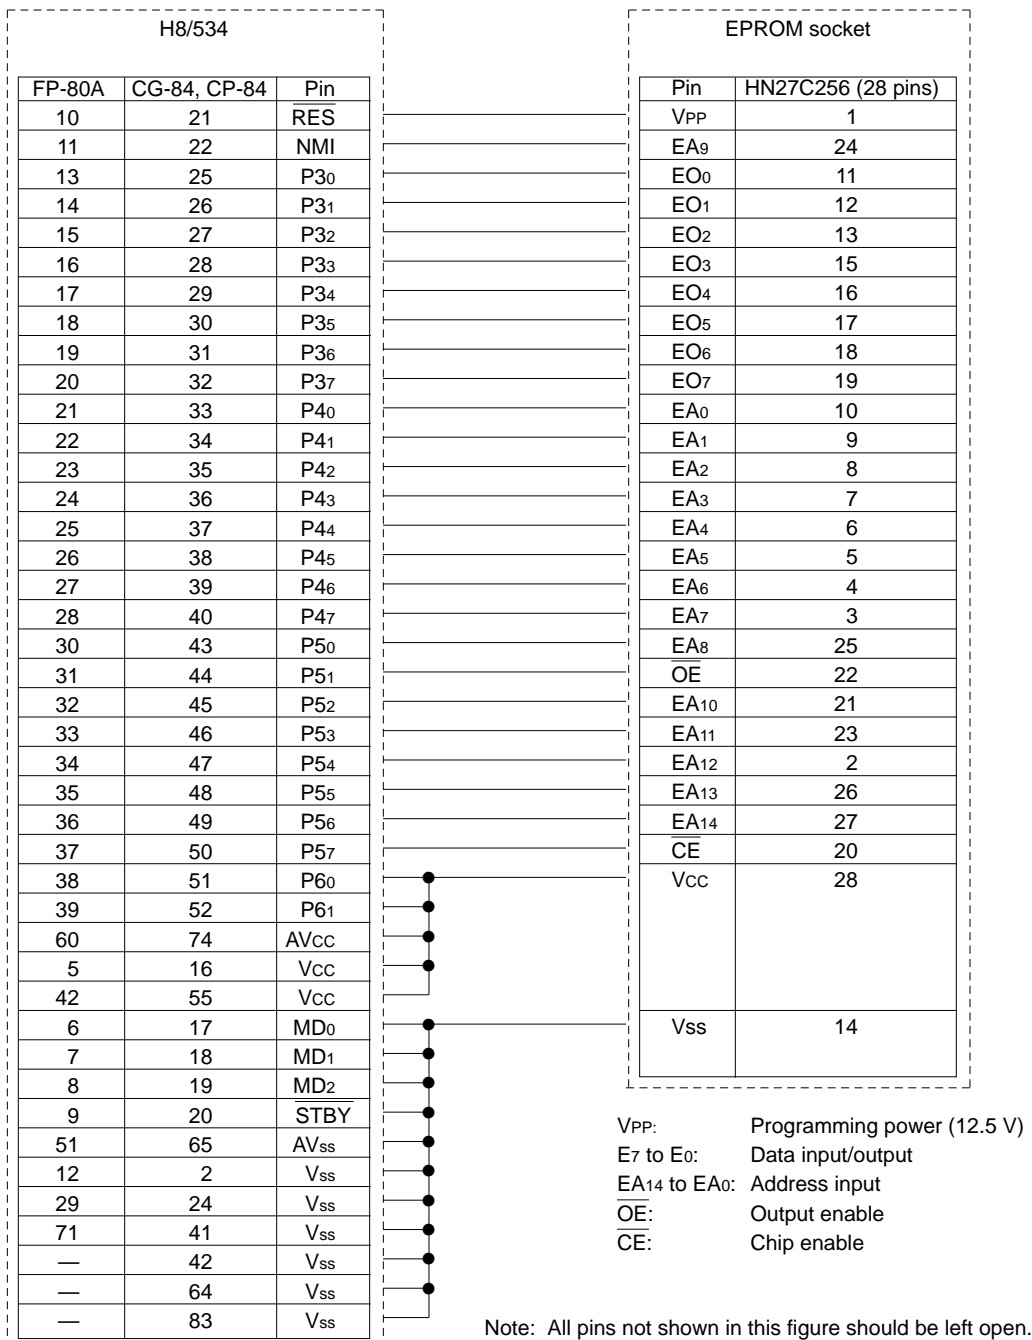 H8/534 EPROM socket
FP-80A CG-84, CP-84 Pin Pin HN27C256 (28 pins)
10 21 RES VPP 1
11 22 NMI EA9 24
13 25 P30 EO0 11
14 26 P31 EO1 12
15 27 P32 EO2 13
16 28 P33 EO3 15
17 29 P34 EO4 16
18 30 P35 EO5 17
19 31 P36 EO6 18
20 32 P37 EO7 19
21 33 P40 EA0 10
22 34 P41 EA1 9
23 35 P42 EA2 8
24 36 P43 EA3 7
25 37 P44 EA4 6
26 38 P45 EA5 5
27 39 P46 EA6 4
28 40 P47 EA7 3
30 43 P50 EA8 25
31 44 P51 OE 22
32 45 P52 EA10 21
33 46 P53 EA11 23
34 47 P54 EA12 2
35 48 P55 EA13 26
36 49 P56 EA14 27
37 50 P57 CE 20
38 51 P60 VCC 28
39 52 P61
60 74 AVCC
5 16 VCC
42 55 VCC
6 17 MD0 Vss 14
7 18 MD1
8 19 MD2
9 20 STBY
51 65 AVss
12 2 Vss
29 24 Vss
71 41 Vss
— 42 Vss
— 64 Vss
— 83 Vss
VPP: Programming power (12.5 V)
E7 to E0: Data input/output
EA14 to EA0: Address input
OE: Output enable
CE: Chip enable
Note: All pins not shown in this figure should be left open.